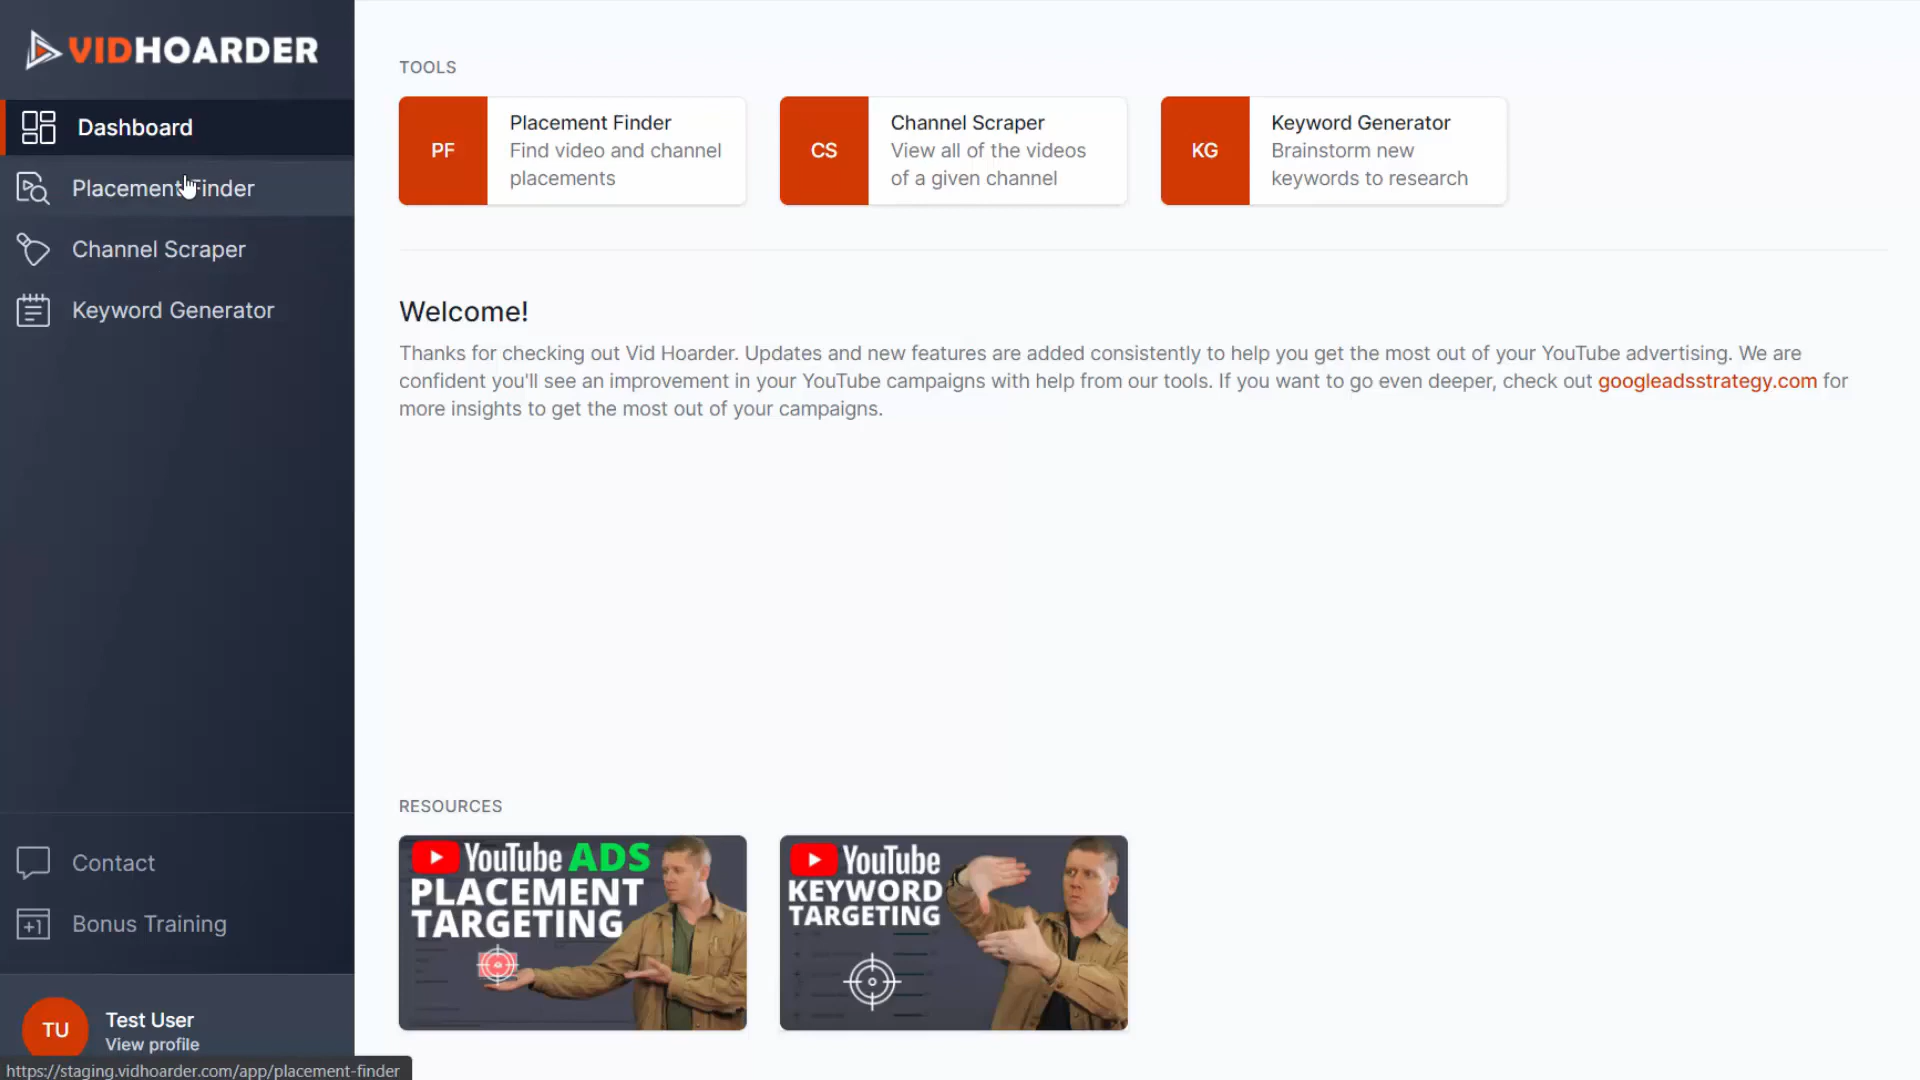 VIDHOARDER
Dashboard
Placement Finder
Channel Scraper
Keyword Generator
Contact
+1
Bonus Training
TU
Test User
View profile
https://staging.vidhoarder.com/app/placement-finder
TOOLS
PF
Placement Finder
Find video and channel
placements
CS
Channel Scraper
View all of the videos
of a given channel
KG
Keyword Generator
Brainstorm new
keywords to research
Welcome!
Thanks for checking out Vid Hoarder. Updates and new features are added consistently to help you get the most out of your YouTube advertising. We are
confident you'll see an improvement in your YouTube campaigns with help from our tools. If you want to go even deeper, check out googleadsstrategy.com for
more insights to get the most out of your campaigns.
RESOURCES
YouTube ADS
PLACEMENT
TARGETING
YouTube
KEYWORD
TARGETING